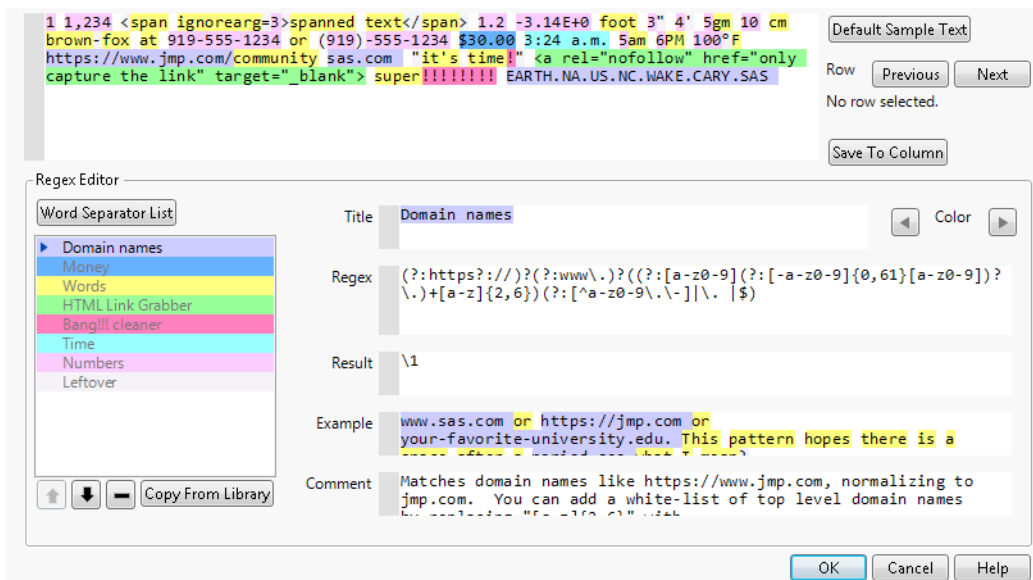 1 1,234 <span ignorearg=3>spanned text</span> 1.2 -3.14E+0 foot 3" 4' 5gm 10 cm
brown-fox at 919-555-1234 or (919)-555-1234 $30.00 3:24 a.m. 5am 6PM 100°F
https://www.jmp.com/community sas.com "it's time!" <a rel="nofollow" href="only
capture the link" target="_blank"> super!!!!!!!!! EARTH.NA.US.NC.WAKE.CARY.SAS
Default Sample Text
Row Previous Next
No row selected.
Save To Column
Regex Editor
Word Separator List
Domain names
Money
Words
HTML Link Grabber
Bang!!! cleaner
Time
Numbers
Leftover
Copy From Library
Title Domain names
Color
Regex (?:https?://)?(?:www\.)?((?:[a-z0-9](?:[-a-z0-9]{0,61}[a-z0-9])?
\.)+[a-z]{2,6})(?:[^a-z0-9\.\-]|\. |$)
Result \1
Example www.sas.com or https://jmp.com or
your-favorite-university.edu. This pattern hopes there is a
Comment Matches domain names like https://www.jmp.com, normalizing to
jmp.com.  You can add a white-list of top level domain names
OK Cancel Help